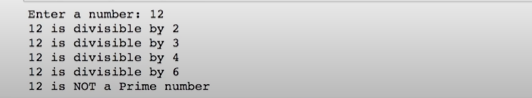 Enter a number: 12
12 is divisible by 2
12 is divisible by 3
12 is divisible by 4
12 is divisible by 6
12 is NOT a Prime number